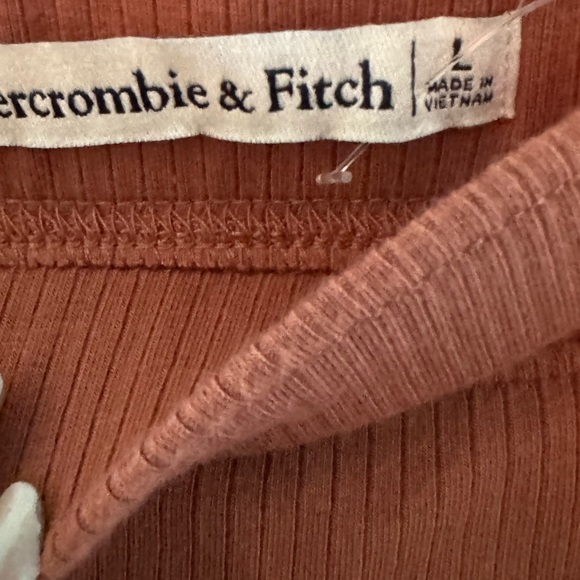 ercrombie & Fitch
L
MADE IN
VIETNAM